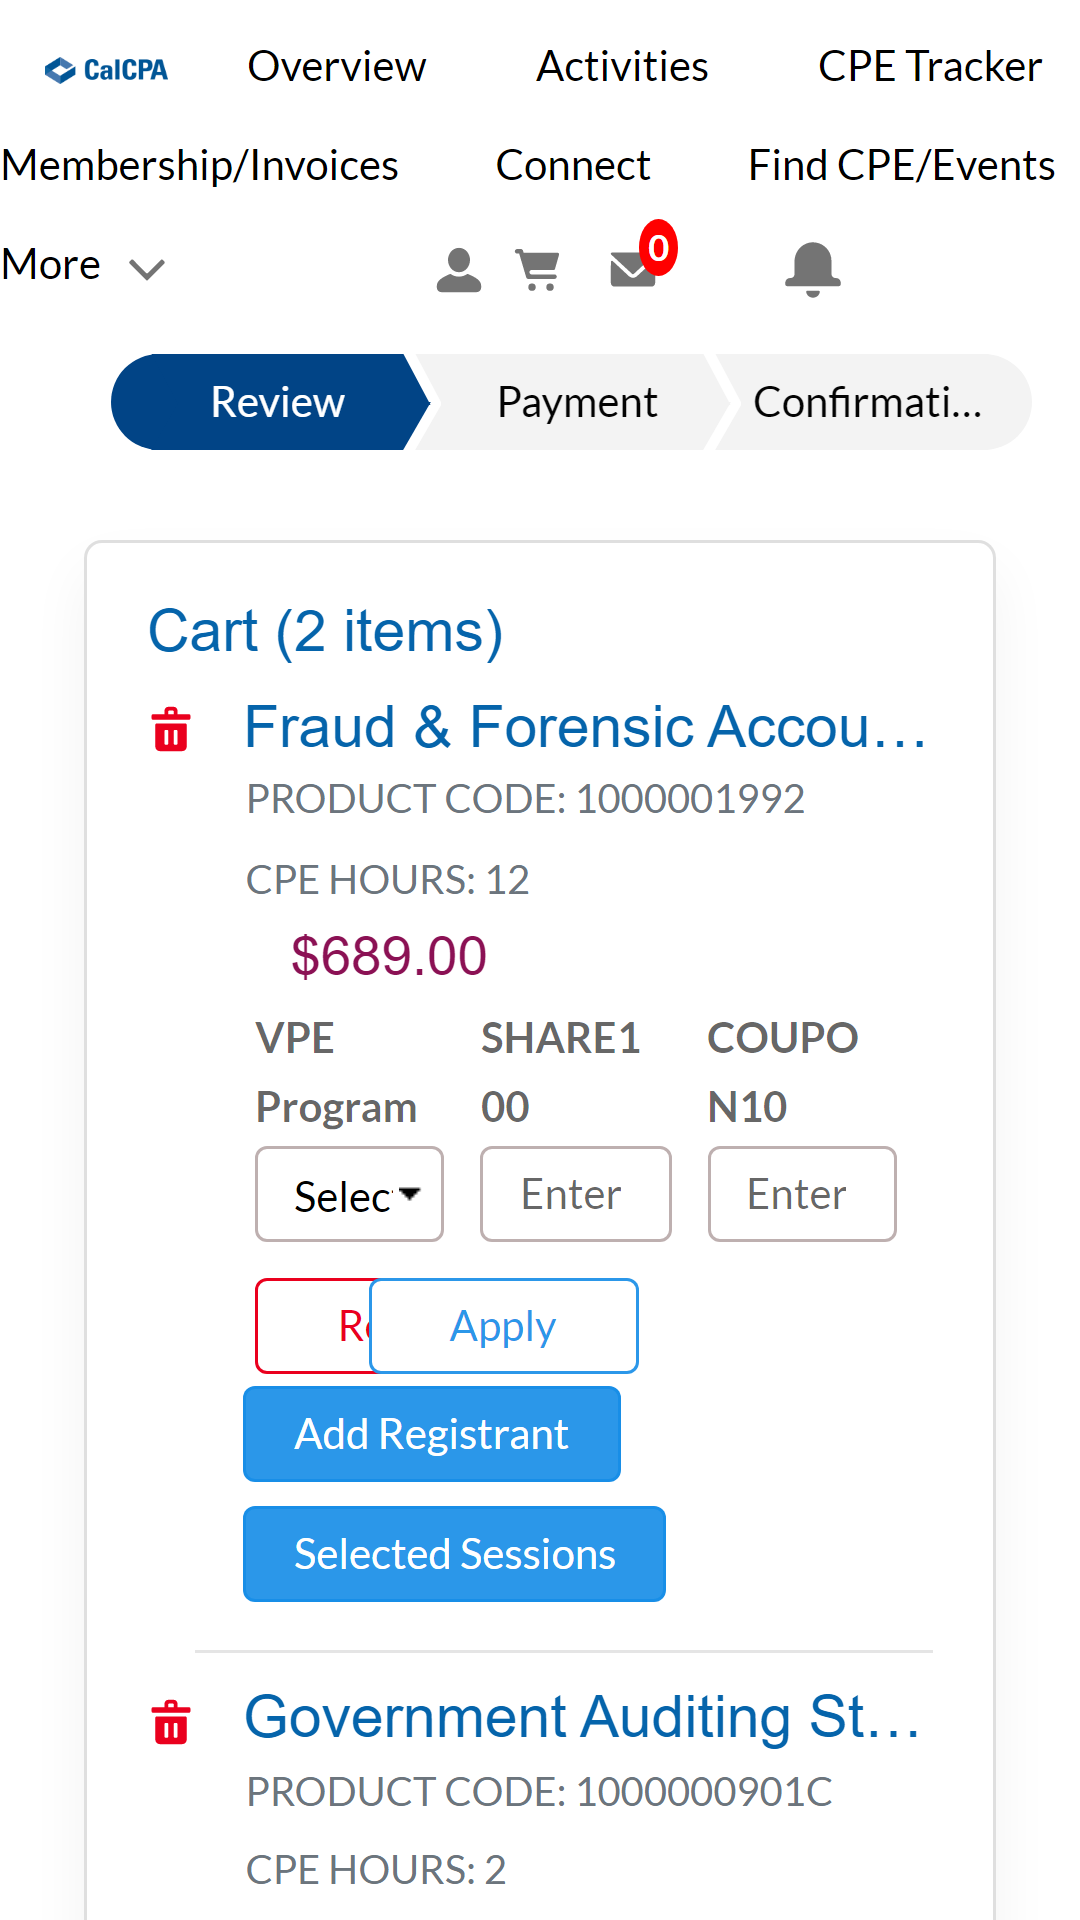 CalCPA Overview Activities CPE Tracker
Membership/Invoices Connect Find CPE/Events
More 0
Review Payment Confirmati...
Cart (2 items)
Fraud & Forensic Accou...
PRODUCT CODE: 1000001992
CPE HOURS: 12
$689.00
VPE Program SHARE100 COUPON10
Selec Enter Enter
Apply
Add Registrant
Selected Sessions
Government Auditing St...
PRODUCT CODE: 1000000901C
CPE HOURS: 2